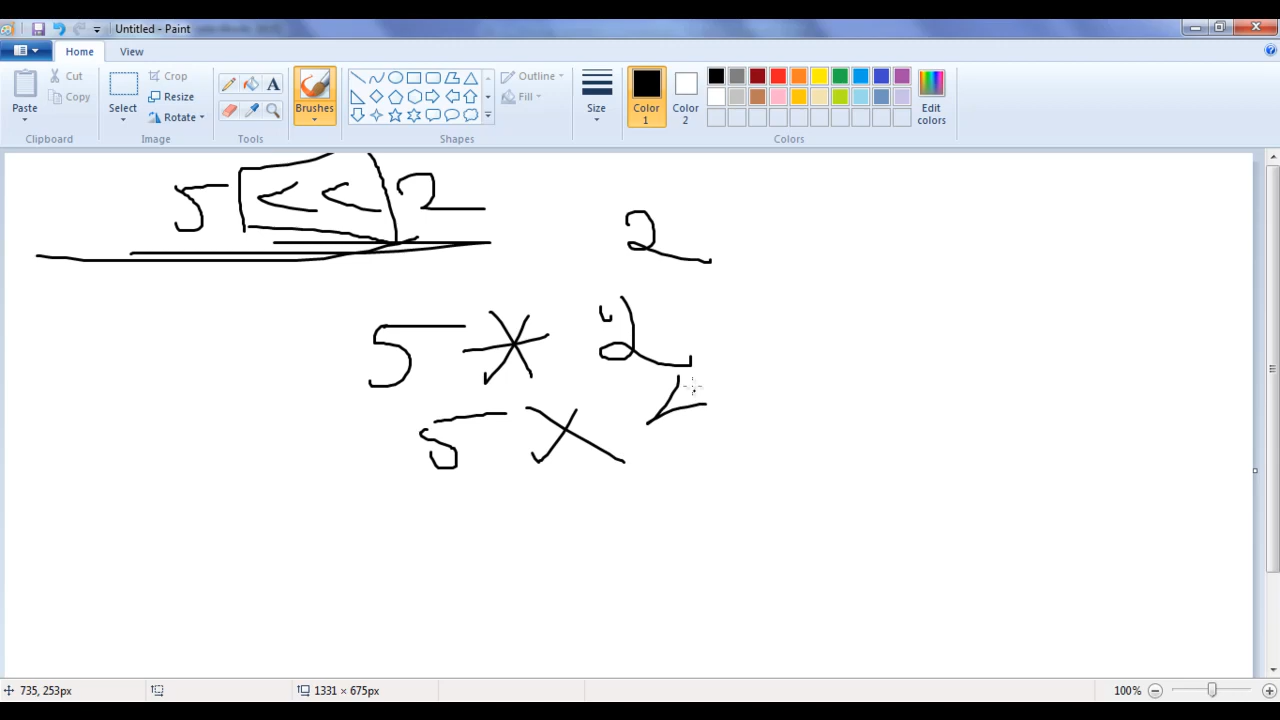 Untitled - Paint
Home View
Paste
Cut
Copy
Clipboard
Select
Crop
Resize
Rotate
Image
Tools
Brushes
Outline
Fill
Shapes
Size
Color 1
Color 2
Edit colors
Colors
5 << 2
2
5 * 2
5 ×
735, 253px
1331 × 675px
100%